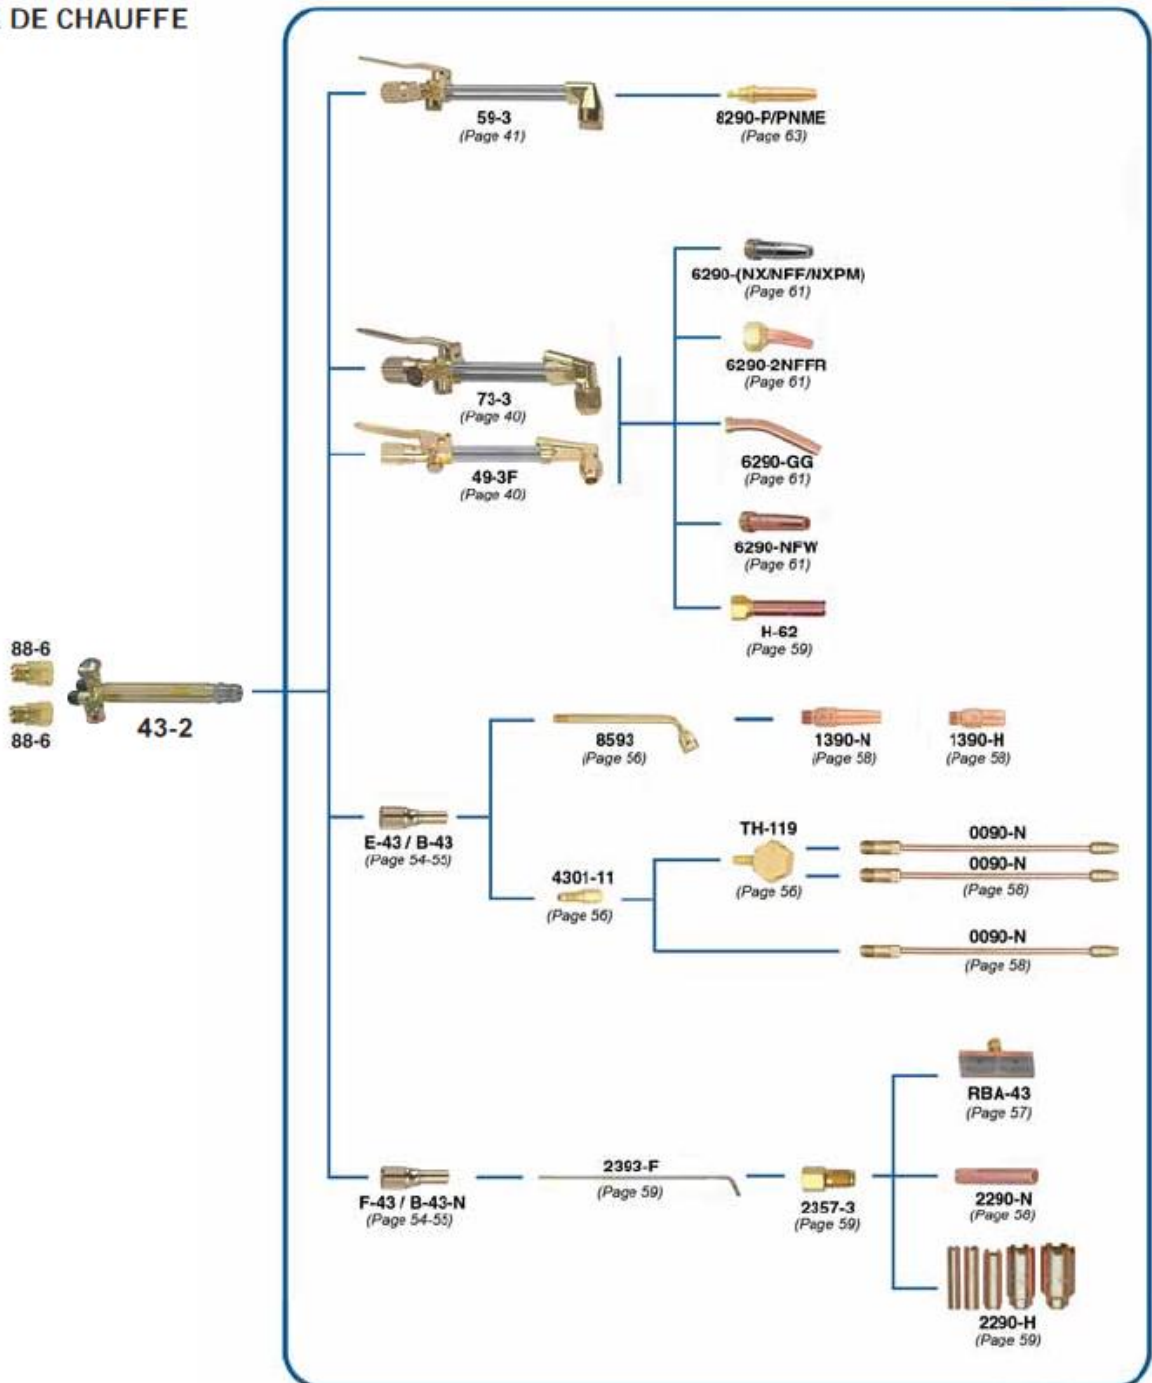 DE CHAUFFE
59-3
(Page 41)
8290-P/PNME
(Page 63)
6290-(NX/NFF/NXPM)
(Page 61)
6290-2NFFR
(Page 61)
73-3
(Page 40)
49-3F
(Page 40)
6290-GG
(Page 61)
6290-NFW
(Page 61)
H-62
(Page 59)
88-6
88-6
43-2
8593
(Page 56)
1390-N
(Page 58)
1390-H
(Page 58)
E-43 / B-43
(Page 54-55)
TH-119
(Page 56)
0090-N
0090-N
(Page 58)
4301-11
(Page 56)
0090-N
(Page 58)
RBA-43
(Page 57)
F-43 / B-43-N
(Page 54-55)
2393-F
(Page 59)
2357-3
(Page 59)
2290-N
(Page 58)
2290-H
(Page 59)